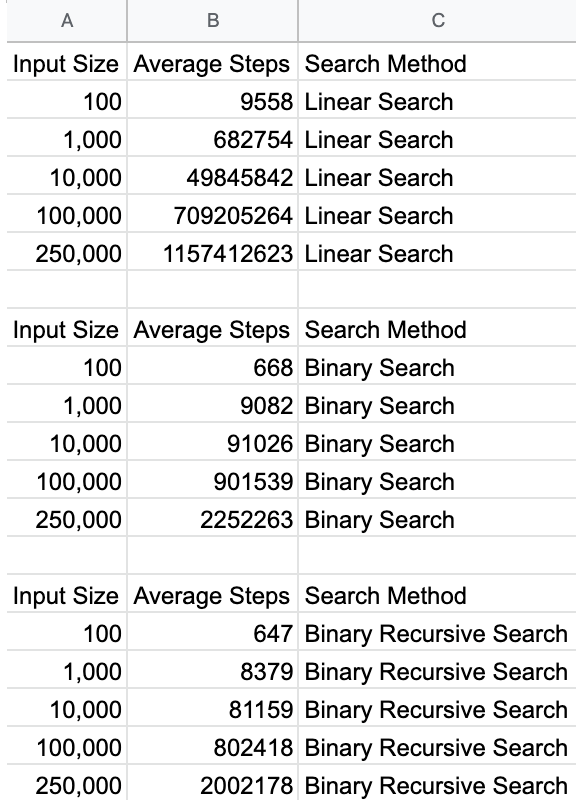 A B C
Input Size Average Steps Search Method
100 9558 Linear Search
1,000 682754 Linear Search
10,000 49845842 Linear Search
100,000 709205264 Linear Search
250,000 1157412623 Linear Search
Input Size Average Steps Search Method
100 668 Binary Search
1,000 9082 Binary Search
10,000 91026 Binary Search
100,000 901539 Binary Search
250,000 2252263 Binary Search
Input Size Average Steps Search Method
100 647 Binary Recursive Search
1,000 8379 Binary Recursive Search
10,000 81159 Binary Recursive Search
100,000 802418 Binary Recursive Search
250,000 2002178 Binary Recursive Search